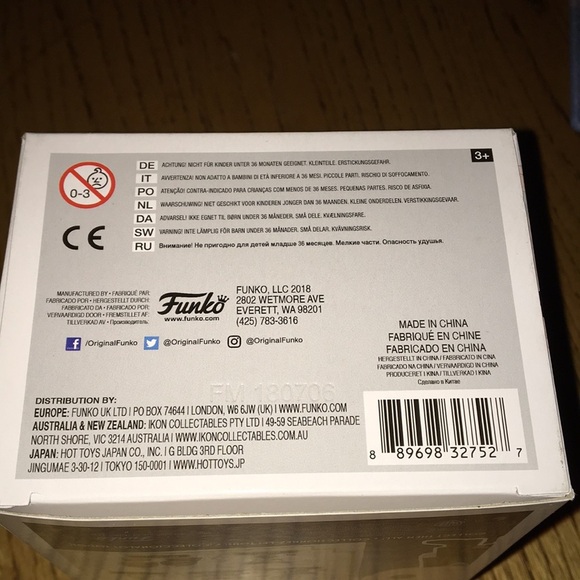 3+
0-3
DE ACHTUNG! NICHT FÜR KINDER UNTER 36 MONATEN GEEIGNET. KLEINTEILE. ERSTICKUNGSGEFAHR.
IT AVVERTENZA! NON ADATTO A BAMBINI DI ETÀ INFERIORE A 36 MESI. PICCOLE PARTI. RISCHIO DI SOFFOCAMENTO.
PO ATENÇÃO! CONTRA-INDICADO PARA CRIANÇAS COM MENOS DE 36 MESES. PEQUENAS PARTES. RISCO DE ASFIXIA.
NL WAARSCHUWING! NIET GESCHIKT VOOR KINDEREN JONGER DAN 36 MAANDEN. KLEINE ONDERDELEN. VERSTIKKINGSGEVAAR.
DA ADVARSEL! IKKE EGNET TIL BØRN UNDER 36 MÅNEDER. SMÅ DELE. KVÆLNINGSFARE.
SW VARNING! INTE LÄMPLIG FÖR BARN UNDER 36 MÅNADER. SMÅ DELAR. KVÄVNINGSRISK.
RU Внимание! Не пригодно для детей младше 36 месяцев. Мелкие части. Опасность удушья.
CE
MANUFACTURED BY • FABRIQUÉ PAR:
FABRICADO POR • HERGESTELLT DURCH:
FABBRICATO DA • FABRICADO POR:
VERVAARDIGD DOOR • FREMSTILLET AF:
TILLVERKAD AV • Производитель:
Funko
www.funko.com
FUNKO, LLC 2018
2802 WETMORE AVE
EVERETT, WA 98201
(425) 783-3616
/OriginalFunko @OriginalFunko @OriginalFunko
MADE IN CHINA
FABRIQUÉ EN CHINE
FABRICADO EN CHINA
HERGESTELLT IN CHINA / FABBRICATO IN CINA
FABRICADO NA CHINA / VERVAARDIGD IN CHINA
PRODUCERET I KINA / TILLVERKAD I KINA
Сделано в Китае
FM 180706
DISTRIBUTION BY:
EUROPE: FUNKO UK LTD | PO BOX 74644 | LONDON, W6 6JW (UK) | WWW.FUNKO.COM
AUSTRALIA & NEW ZEALAND: IKON COLLECTABLES PTY LTD | 49-59 SEABEACH PARADE
NORTH SHORE, VIC 3214 AUSTRALIA | WWW.IKONCOLLECTABLES.COM.AU
JAPAN: HOT TOYS JAPAN CO., INC. | G BLDG 3RD FLOOR
JINGUMAE 3-30-12 | TOKYO 150-0001 | WWW.HOTTOYS.JP
8 89698 32752 7